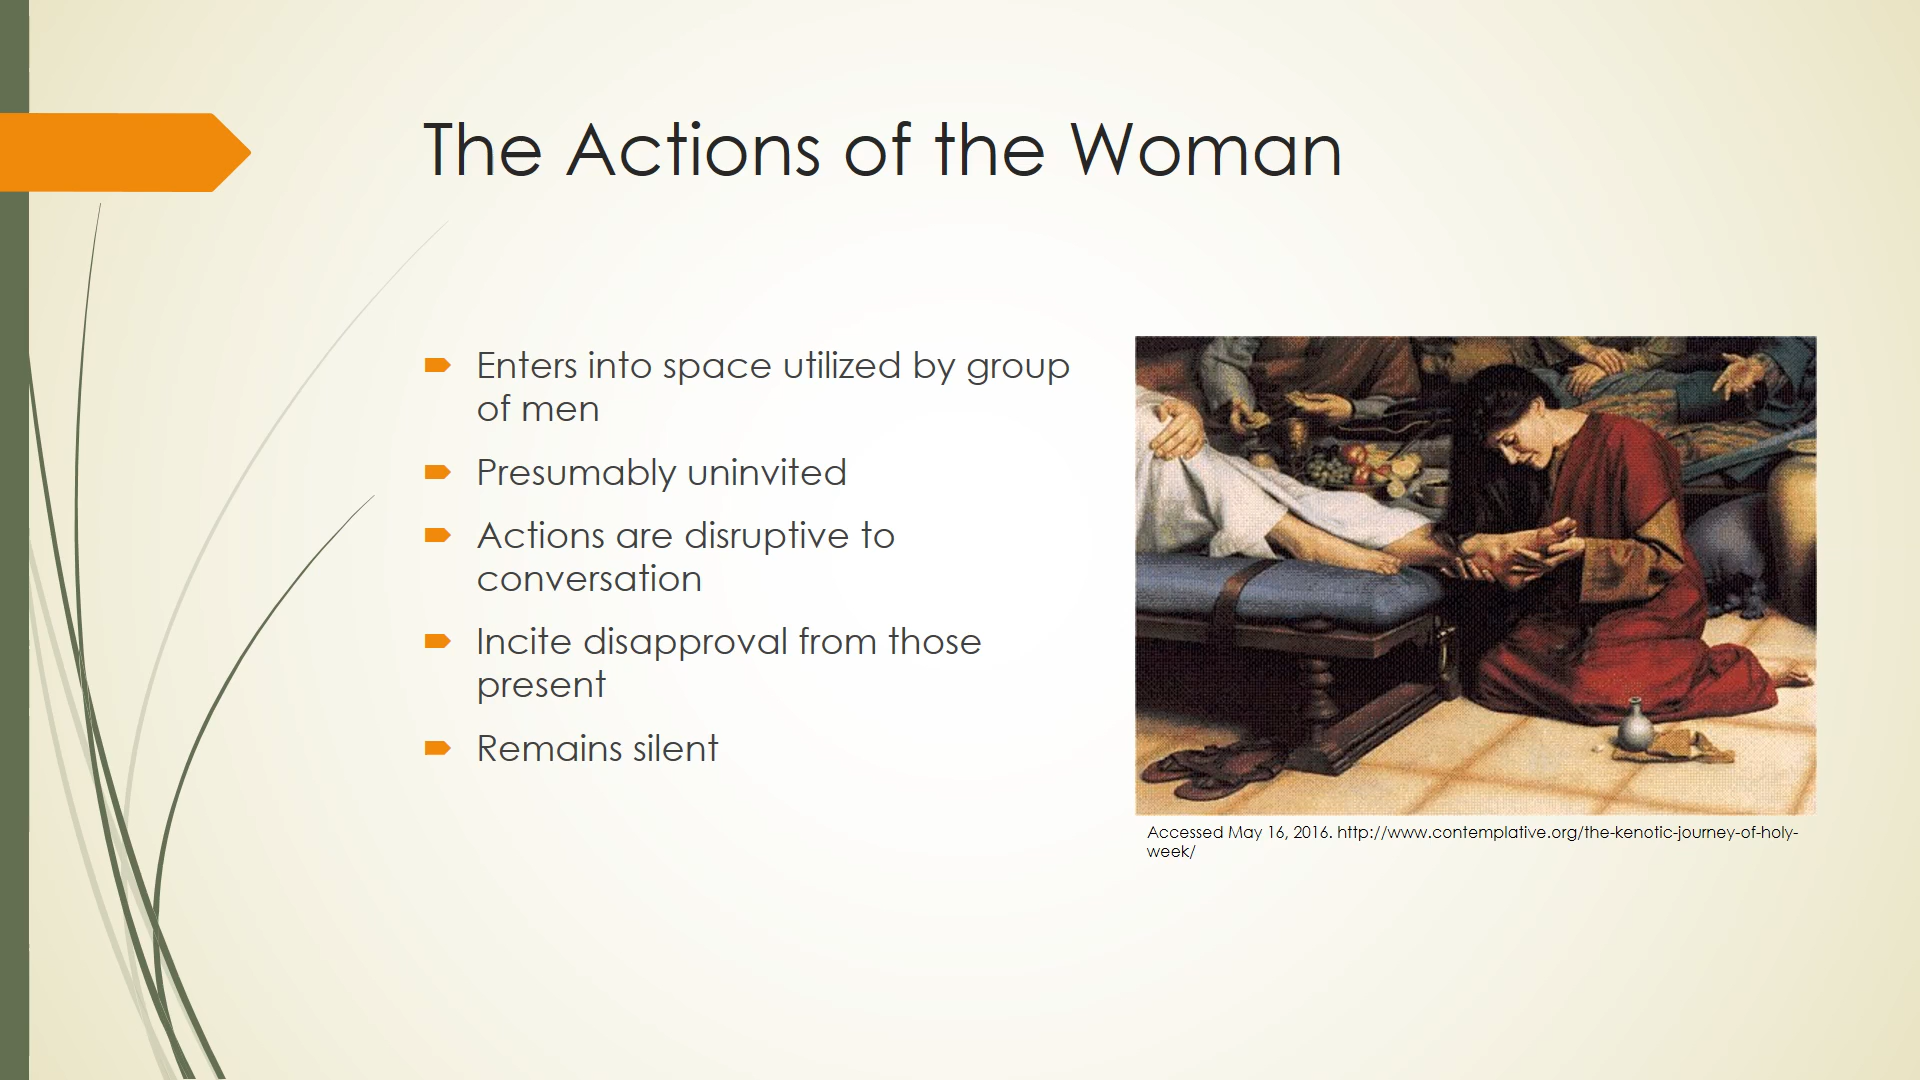 The Actions of the Woman
Enters into space utilized by group
of men
Presumably uninvited
Actions are disruptive to
conversation
Incite disapproval from those
present
Remains silent
Accessed May 16, 2016. http://www.contemplative.org/the-kenotic-journey-of-holy-
week/